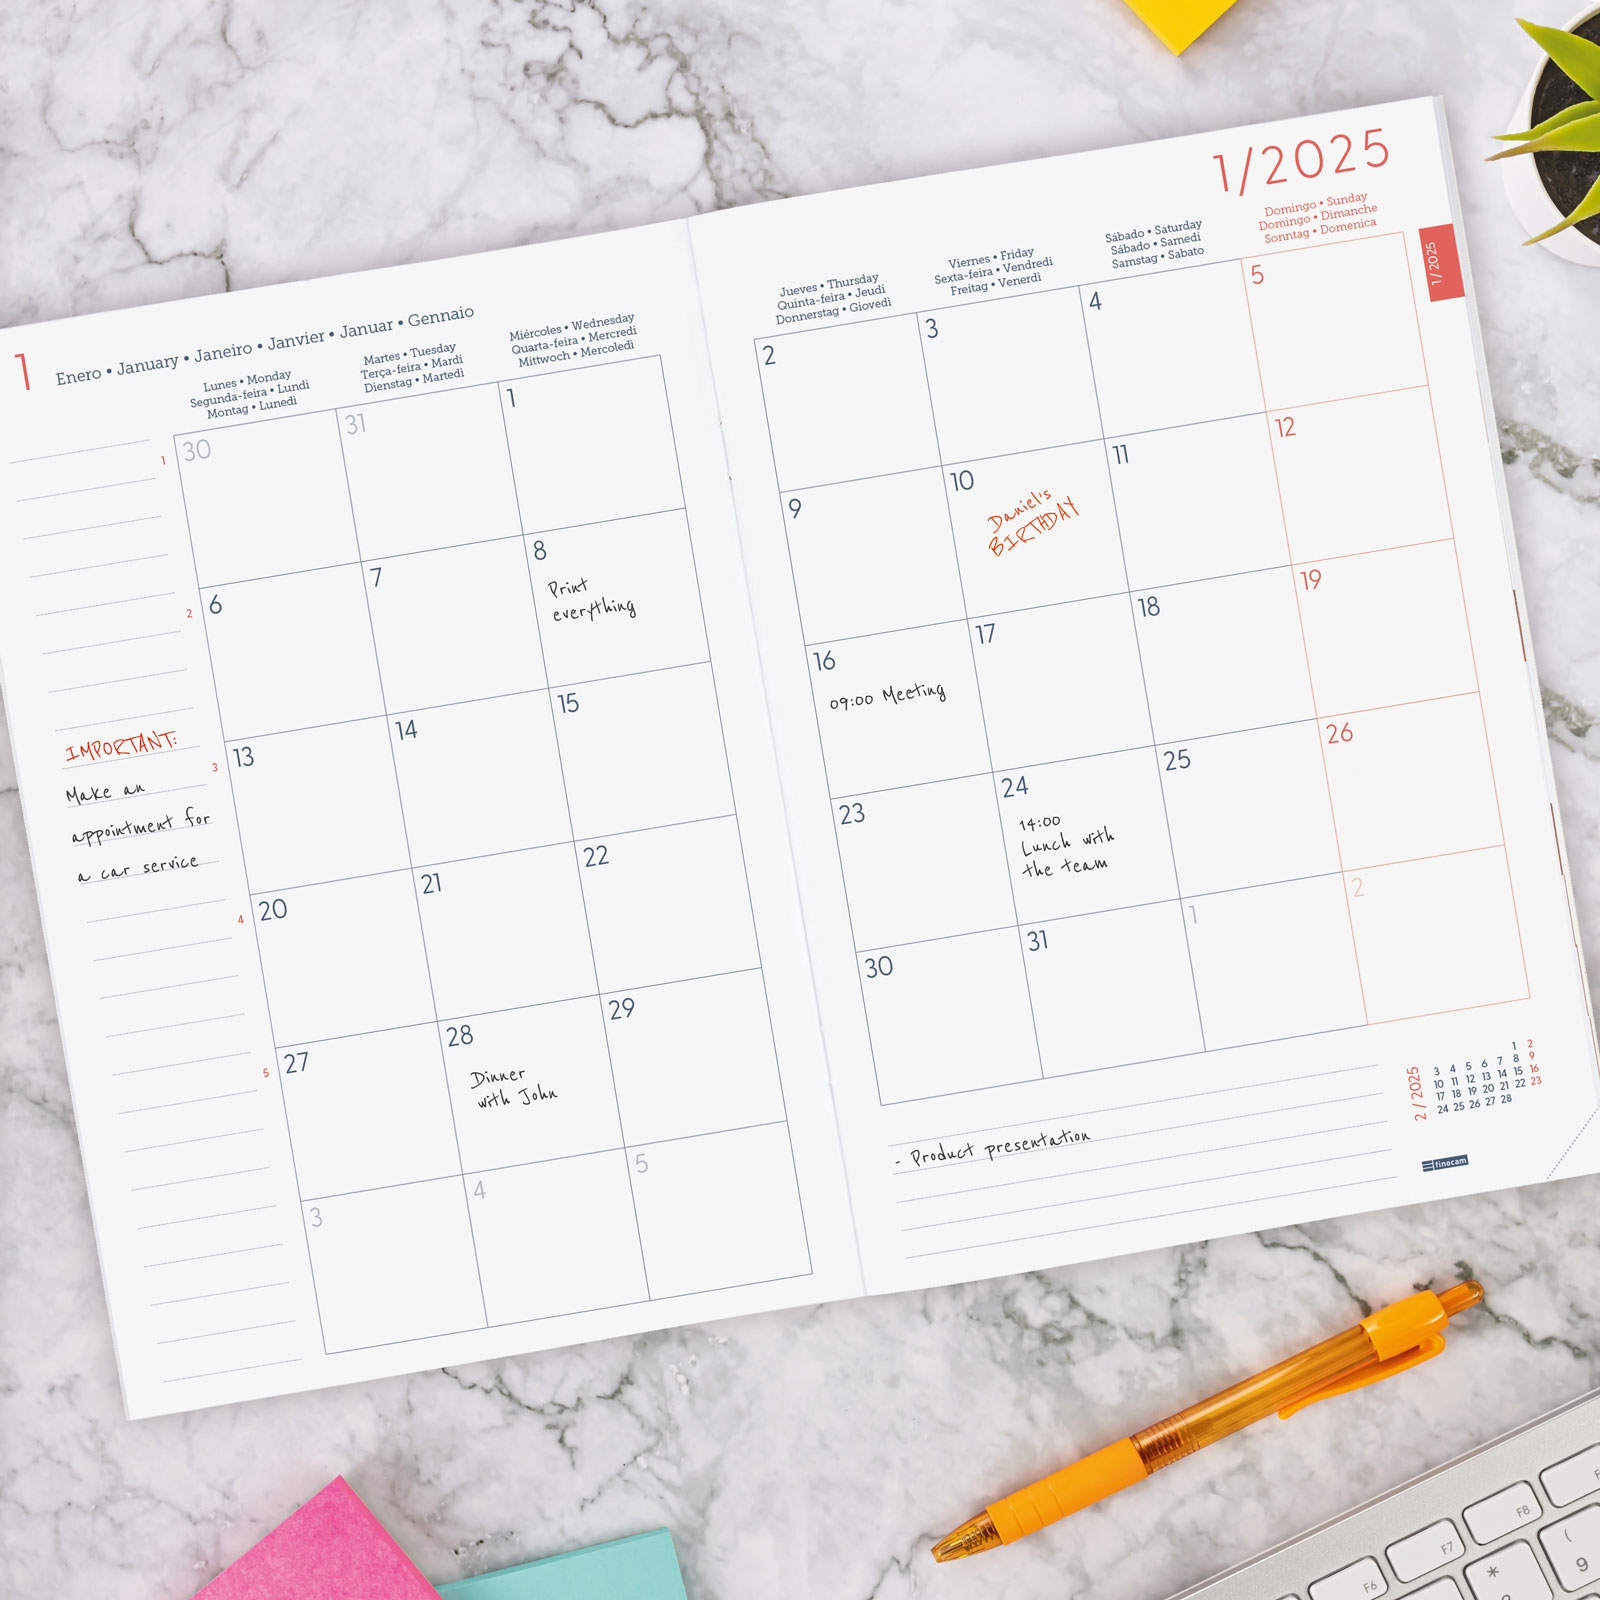 1
Enero • January • Janeiro • Janvier • Januar • Gennaio
Lunes • Monday
Segunda-feira • Lundi
Montag • Lunedì
Martes • Tuesday
Terça-feira • Mardi
Dienstag • Martedì
Miércoles • Wednesday
Quarta-feira • Mercredi
Mittwoch • Mercoledì
1 30 31 1
2 6 7 8
Print
everything
3 13 14 15
4 20 21 22
5 27 28 29
Dinner
with John
3 4 5
IMPORTANT:
Make an
appointment for
a car service
1/2025
Jueves • Thursday
Quinta-feira • Jeudi
Donnerstag • Giovedì
Viernes • Friday
Sexta-feira • Vendredi
Freitag • Venerdì
Sábado • Saturday
Sábado • Samedi
Samstag • Sabato
Domingo • Sunday
Domingo • Dimanche
Sonntag • Domenica
1/2025
2 3 4 5
9 10 11 12
Daniel's
BIRTHDAY
16 17 18 19
09:00 Meeting
23 24 25 26
14:00
Lunch with
the team
30 31 1 2
- Product presentation
2/2025
1 2
3 4 5 6 7 8 9
10 11 12 13 14 15 16
17 18 19 20 21 22 23
24 25 26 27 28
finocam
F6
F7
F8
*
(
9